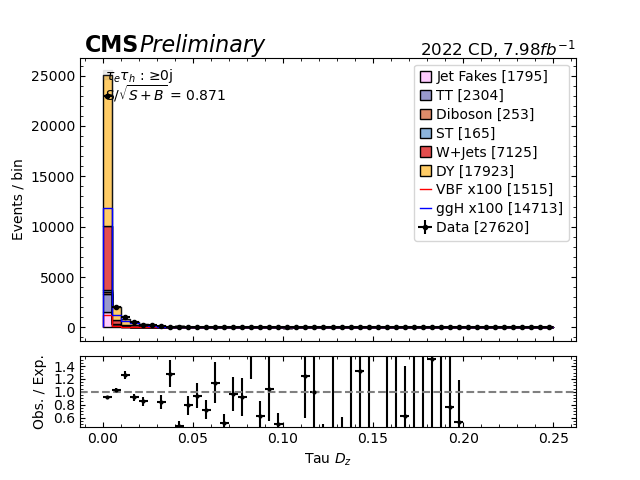 CMS Preliminary
2022 CD, 7.98fb⁻¹
τₑτₕ : ≥0j
S/√S + B = 0.871
Jet Fakes [1795]
TT [2304]
Diboson [253]
ST [165]
W+Jets [7125]
DY [17923]
VBF x100 [1515]
ggH x100 [14713]
Data [27620]
Events / bin
25000
20000
15000
10000
5000
0
Obs. / Exp.
1.4
1.2
1.0
0.8
0.6
0.00 0.05 0.10 0.15 0.20 0.25
Tau D_z